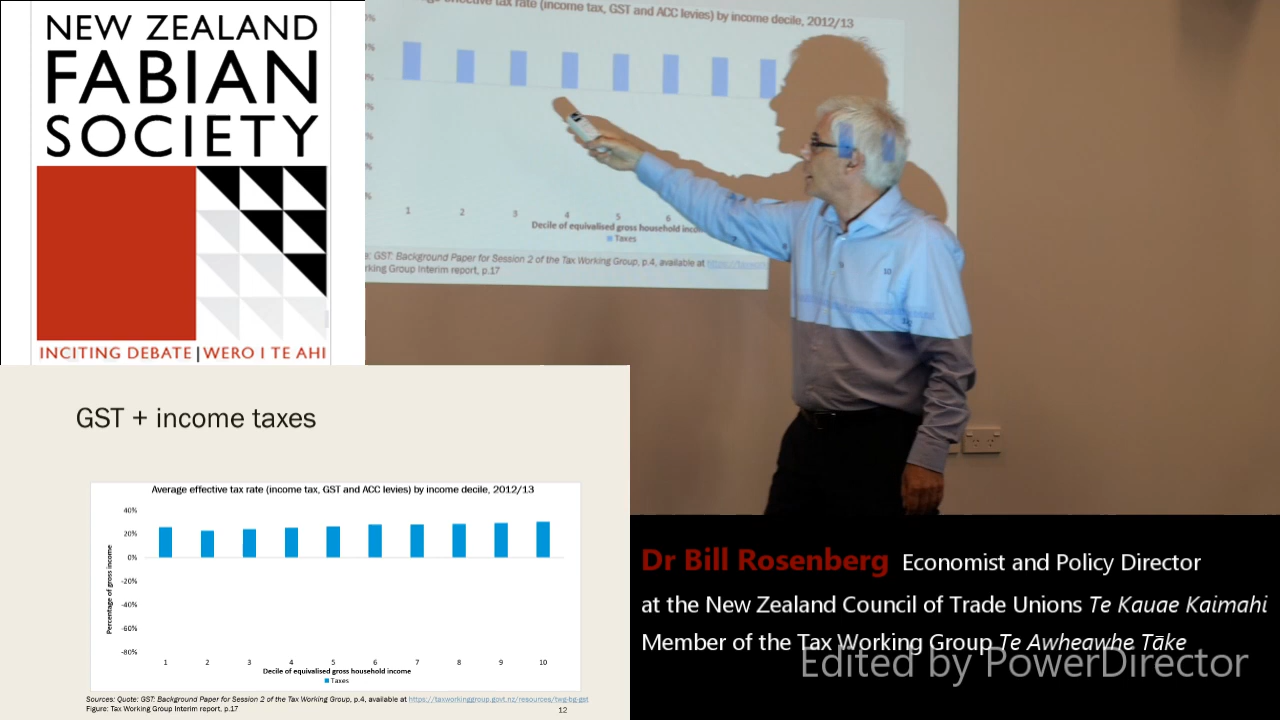 NEW ZEALAND
FABIAN
SOCIETY
INCITING DEBATE | WERO I TE AHI
effective tax rate (income tax, GST and ACC levies) by income decile, 2012/13
1 2 3 4 5 6
Decile of equivalised gross household
Taxes
GST: Background Paper for Session 2 of the Tax Working Group, p.4, available at
Working Group Interim report, p.17
GST + income taxes
Average effective tax rate (income tax, GST and ACC levies) by income decile, 2012/13
Percentage of gross income
40%
20%
0%
-20%
-40%
-60%
-80%
1 2 3 4 5 6 7 8 9 10
Decile of equivalised gross household income
Taxes
Sources: Quote: GST: Background Paper for Session 2 of the Tax Working Group, p.4, available at https://taxworkinggroup.govt.nz/resources/twg-bg-gst
Figure: Tax Working Group Interim report, p.17
12
Dr Bill Rosenberg Economist and Policy Director
at the New Zealand Council of Trade Unions Te Kauae Kaimahi
Member of the Tax Working Group Te Awheawhe Tāke
Edited by PowerDirector